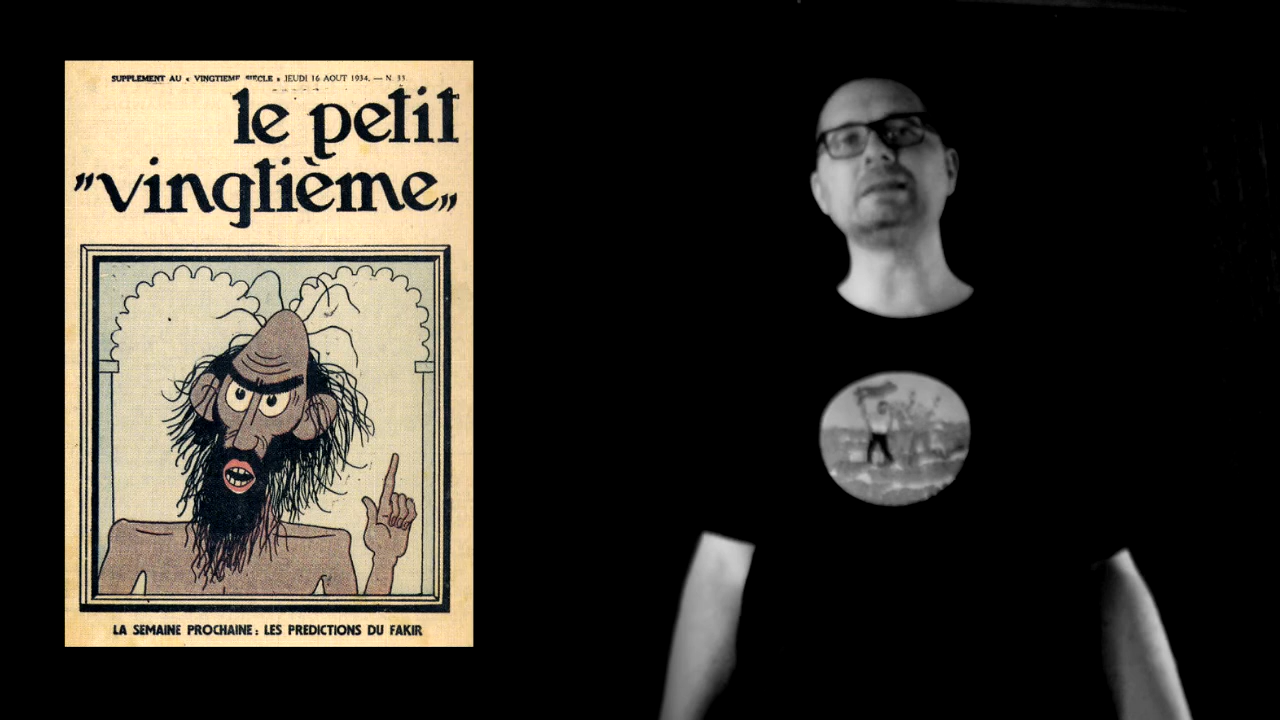 SUPPLEMENT AU « VINGTIEME SIECLE » JEUDI 16 AOUT 1934. — N. 33.
le petit
"vingtième„
LA SEMAINE PROCHAINE : LES PREDICTIONS DU FAKIR